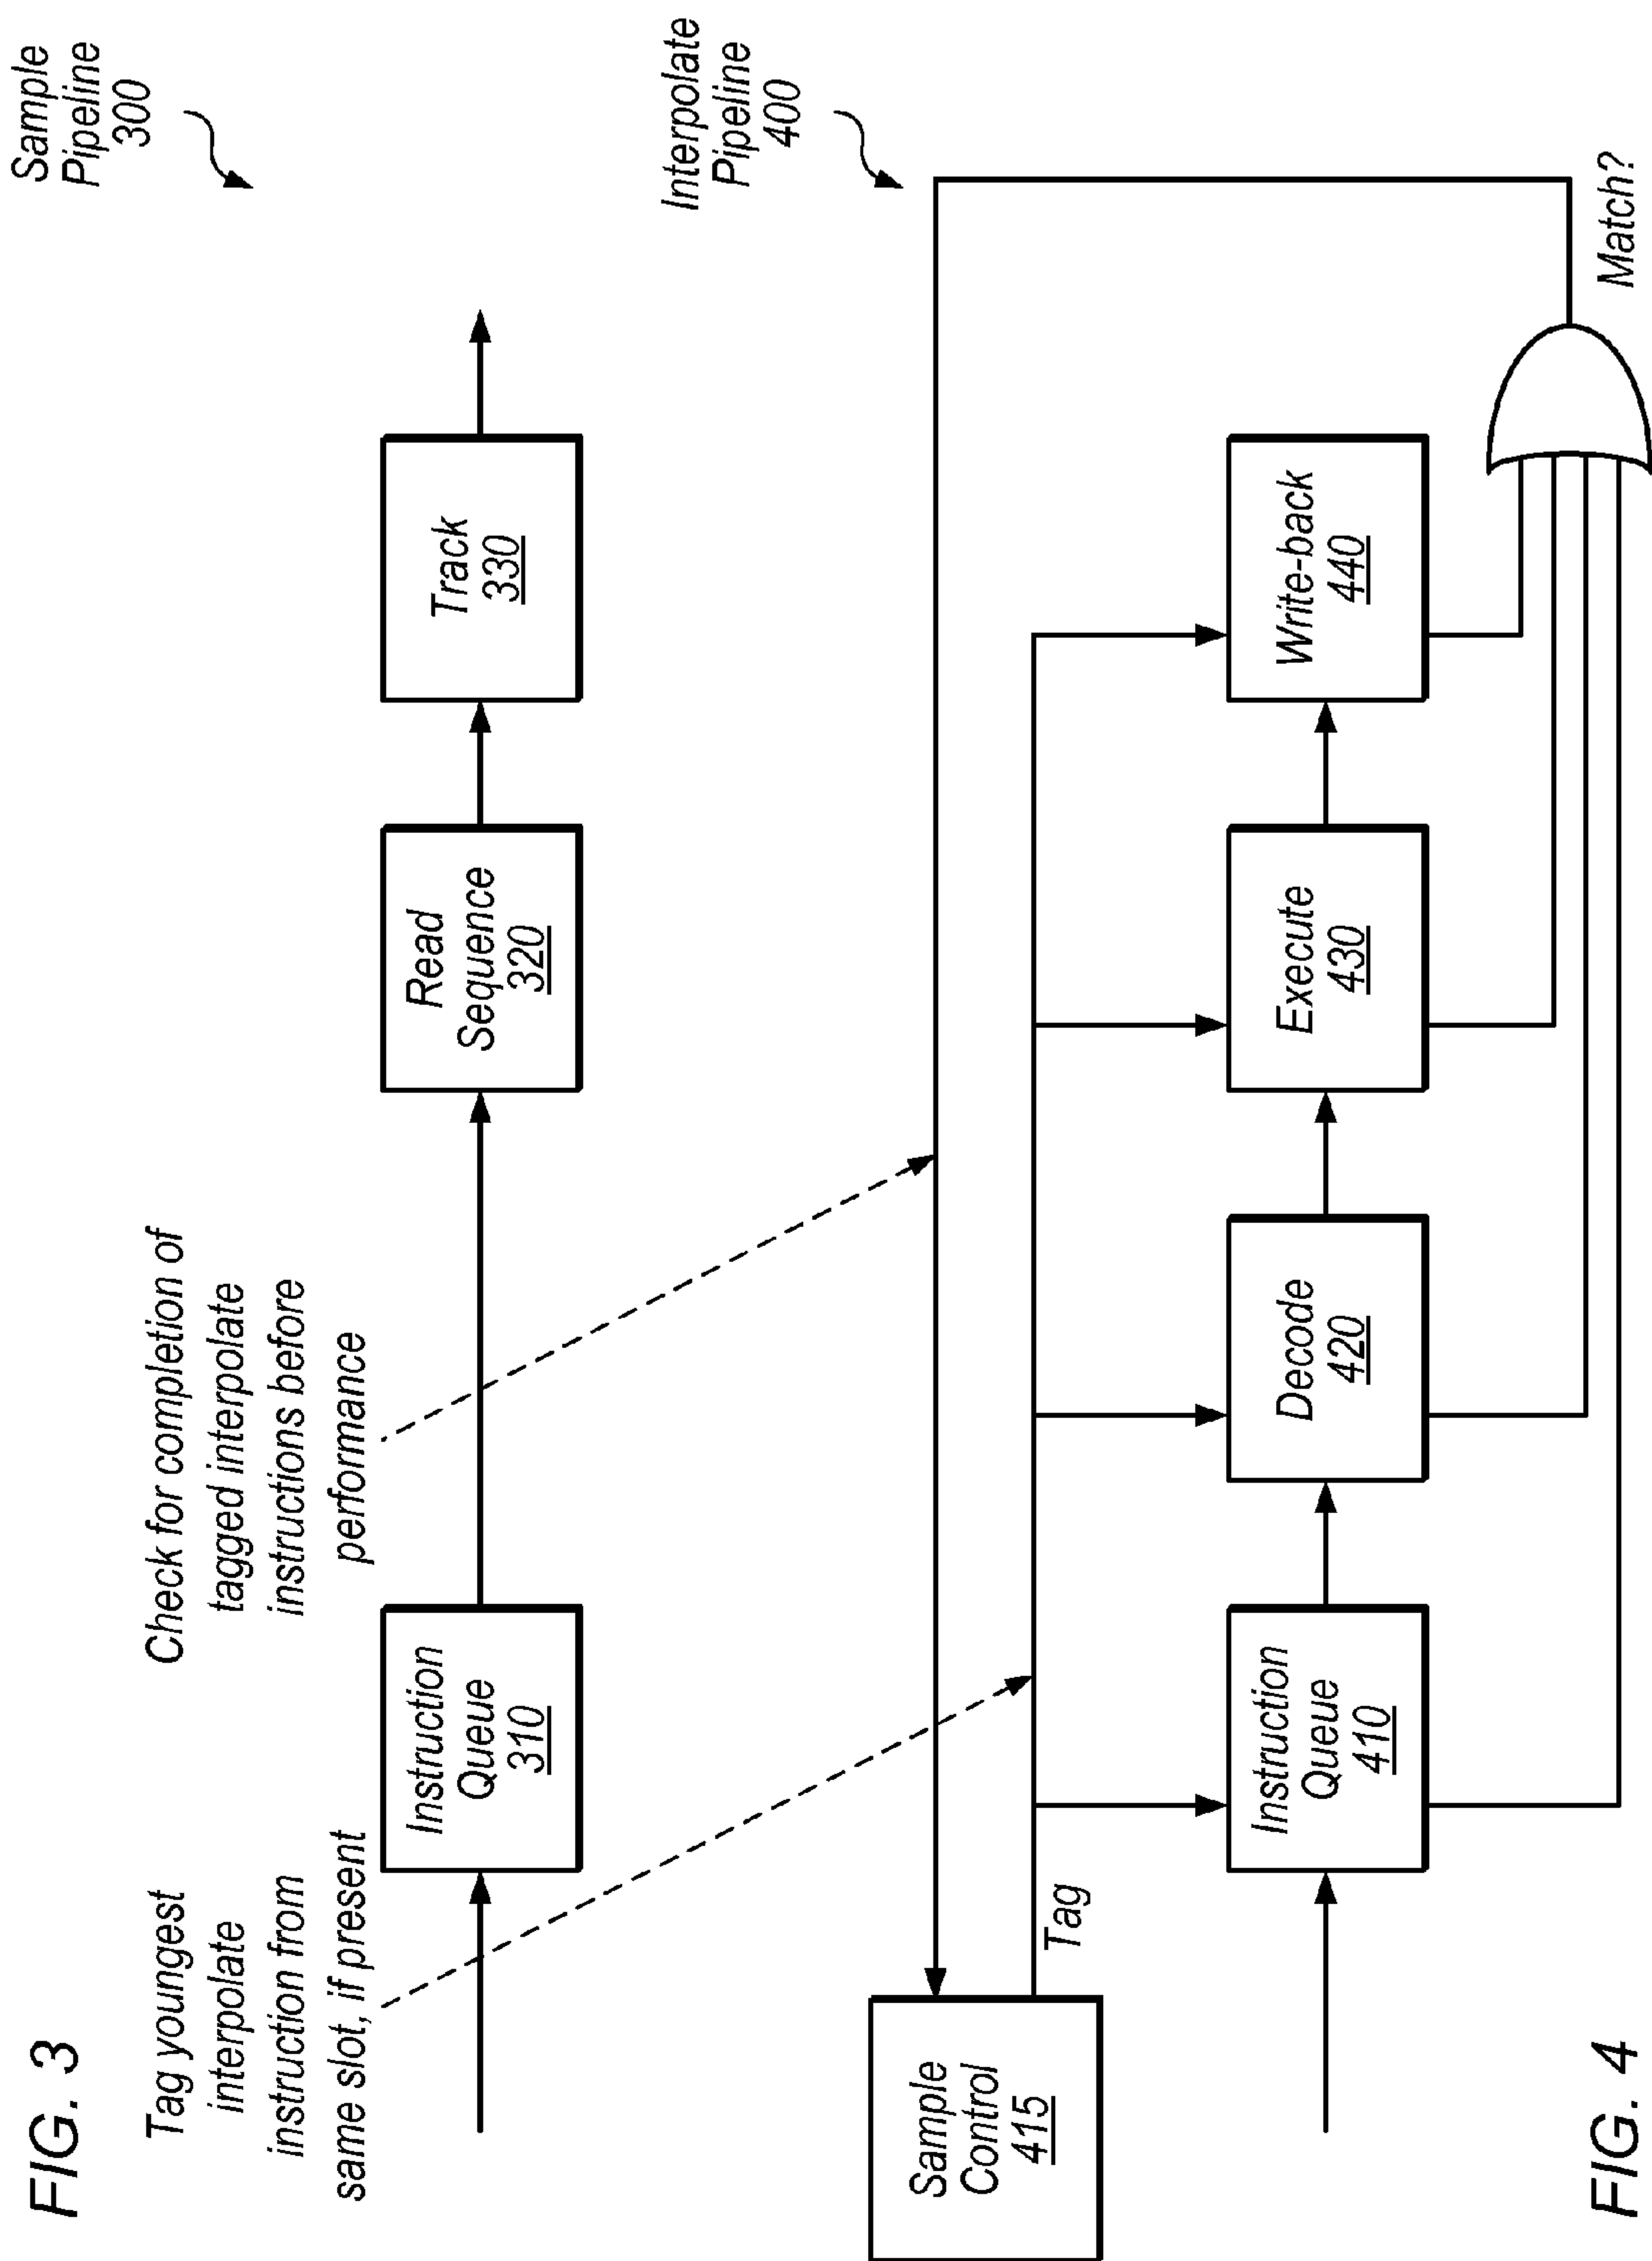 FIG. 3
Sample
Pipeline
300
Tag youngest
interpolate
instruction from
same slot, if present
Check for completion of
tagged interpolate
instructions before
performance
Instruction
Queue
310
Read
Sequence
320
Track
330
Interpolate
Pipeline
400
Sample
Control
415
Tag
Instruction
Queue
410
Decode
420
Execute
430
Write-back
440
Match?
FIG. 4